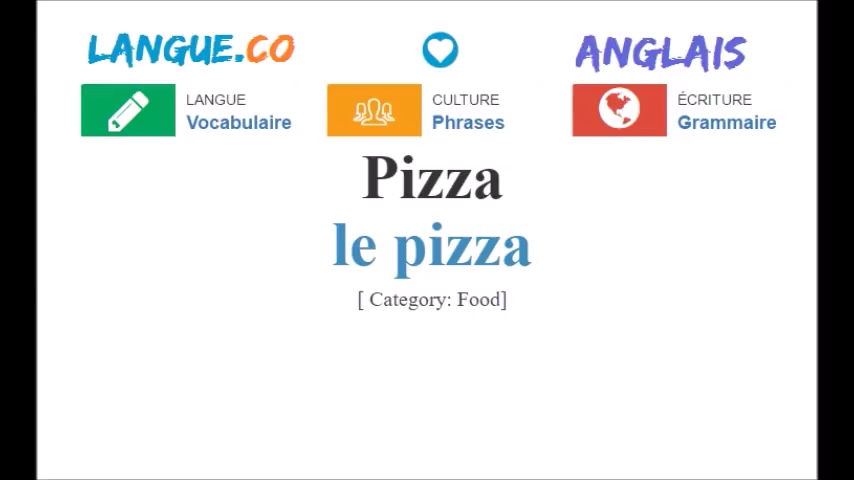 LANGUE.CO
ANGLAIS
LANGUE
Vocabulaire
CULTURE
Phrases
ÉCRITURE
Grammaire
Pizza
le pizza
[ Category: Food]